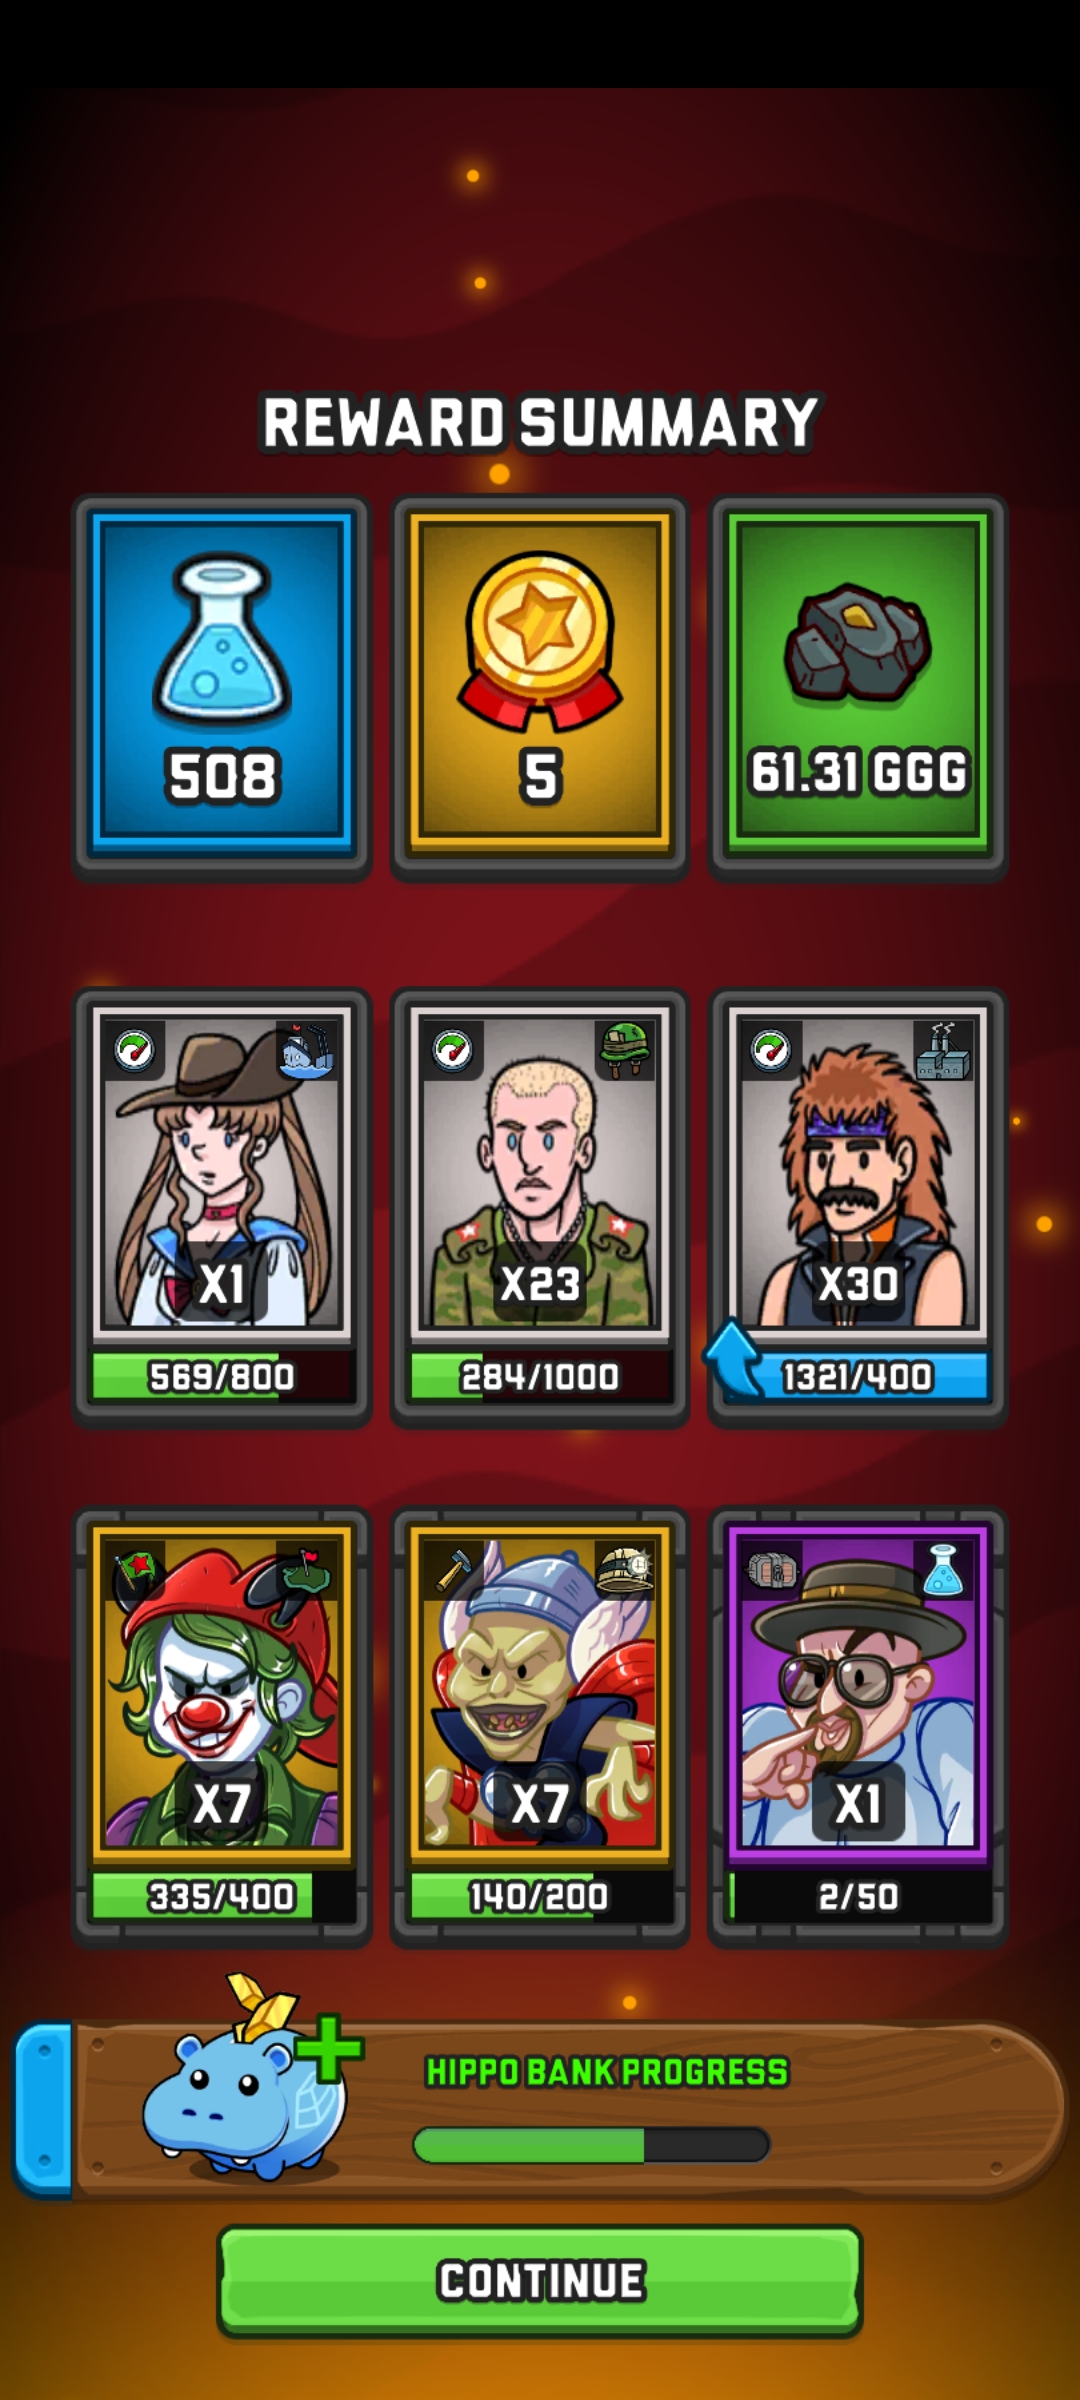 REWARD SUMMARY
508
5
61.31 GGG
X1
X23
X30
569/800
284/1000
1321/400
X7
X7
X1
335/400
140/200
2/50
HIPPO BANK PROGRESS
CONTINUE